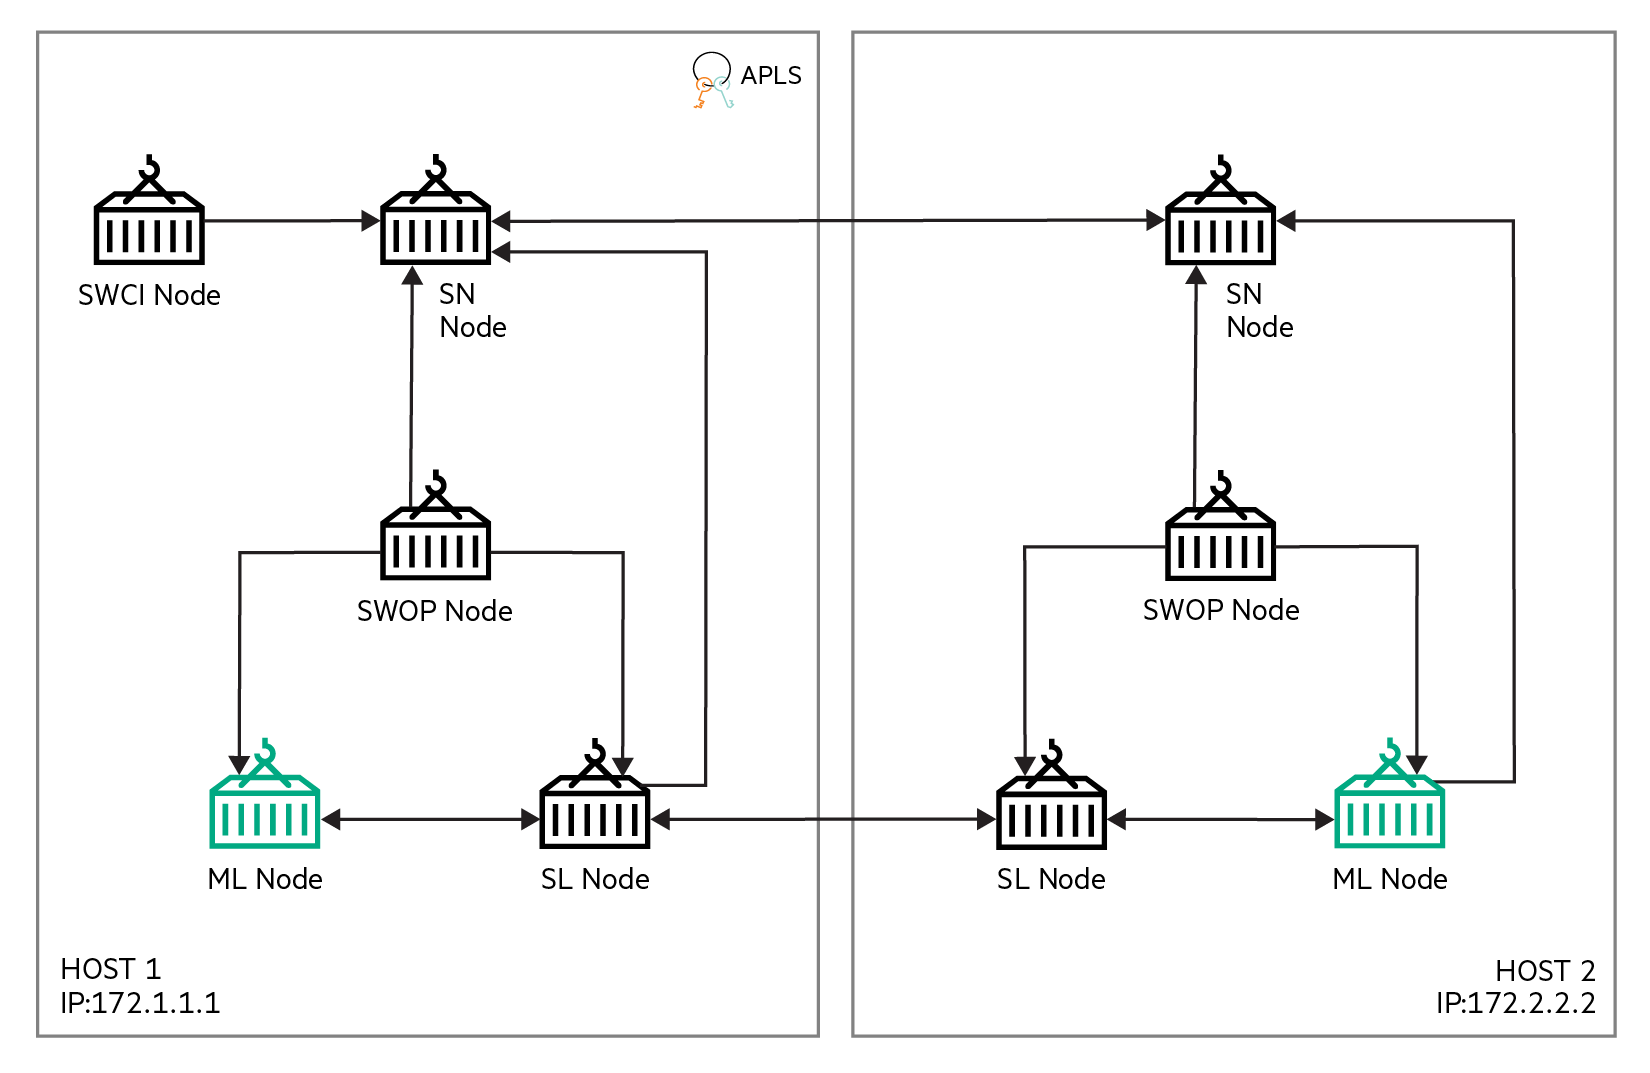 APLS
SWCI Node
SN
Node
SN
Node
SWOP Node
SWOP Node
ML Node
SL Node
SL Node
ML Node
HOST 1
IP:172.1.1.1
HOST 2
IP:172.2.2.2